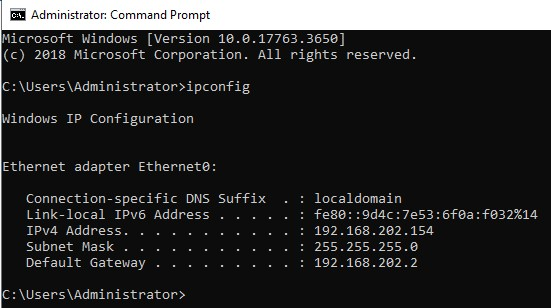 Administrator: Command Prompt
Microsoft Windows [Version 10.0.17763.3650]
(c) 2018 Microsoft Corporation. All rights reserved.
C:\Users\Administrator>ipconfig
Windows IP Configuration
Ethernet adapter Ethernet0:
Connection-specific DNS Suffix . : localdomain
Link-local IPv6 Address . . . . . : fe80::9d4c:7e53:6f0a:f032%14
IPv4 Address. . . . . . . . . . . : 192.168.202.154
Subnet Mask . . . . . . . . . . . : 255.255.255.0
Default Gateway . . . . . . . . . : 192.168.202.2
C:\Users\Administrator>